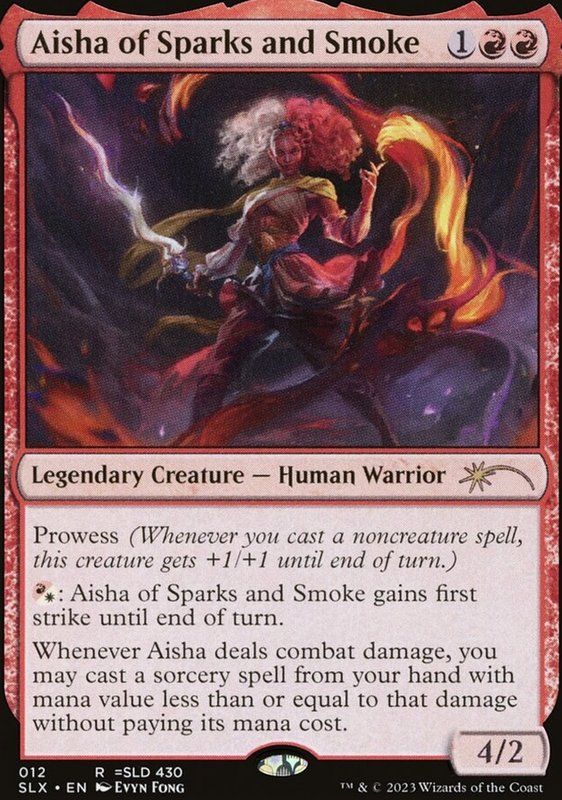 Aisha of Sparks and Smoke 1
Legendary Creature — Human Warrior
Prowess (Whenever you cast a noncreature spell,
this creature gets +1/+1 until end of turn.)
: Aisha of Sparks and Smoke gains first
strike until end of turn.
Whenever Aisha deals combat damage, you
may cast a sorcery spell from your hand with
mana value less than or equal to that damage
without paying its mana cost.
4/2
012 R =SLD 430
SLX • EN Evyn Fong
™ & © 2023 Wizards of the Coast